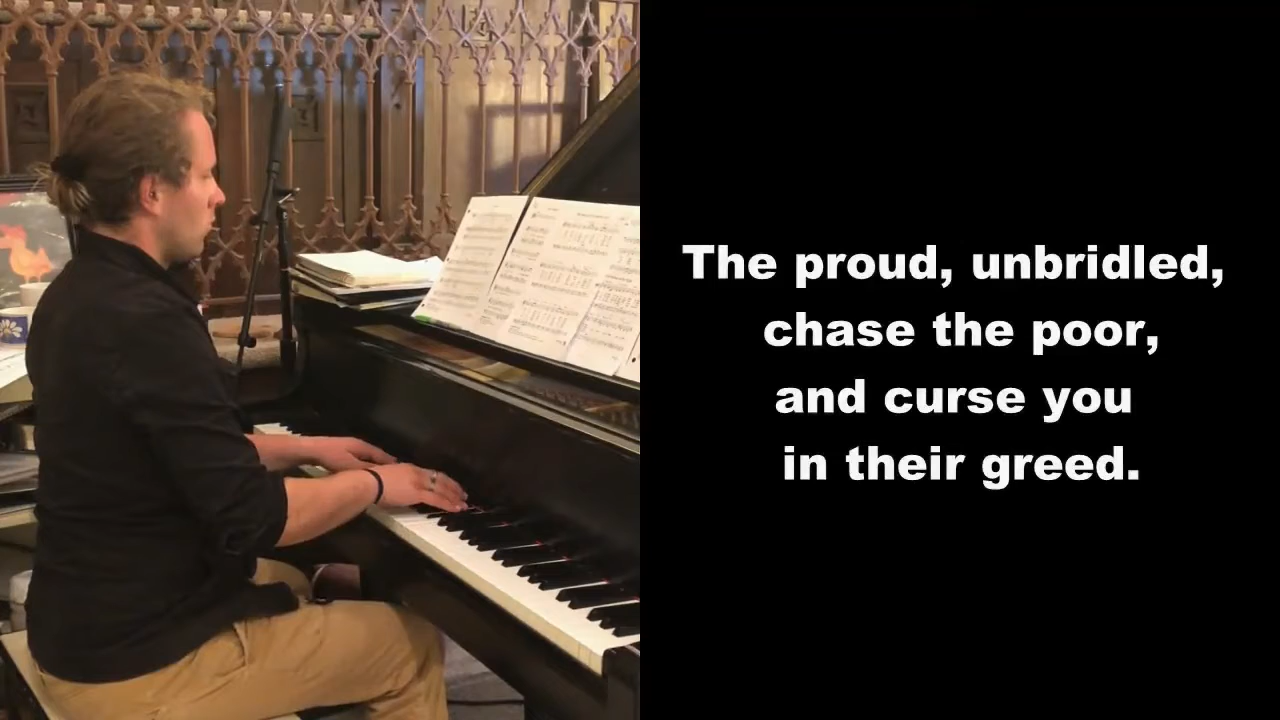 The proud, unbridled,
chase the poor,
and curse you
in their greed.